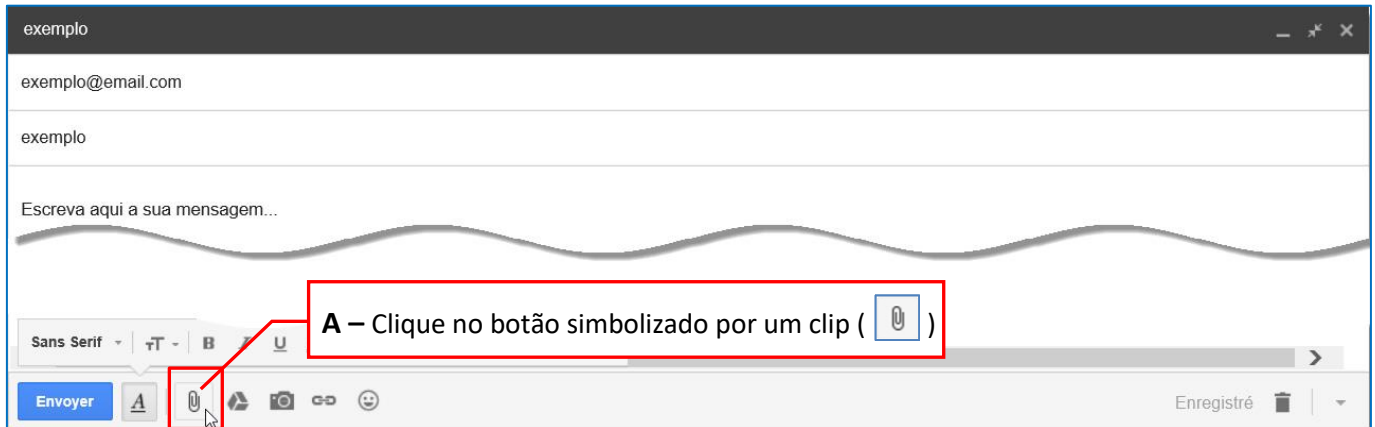 exemplo
exemplo@email.com
exemplo
Escreva aqui a sua mensagem...
A – Clique no botão simbolizado por um clip ( )
Sans Serif тT B I U
Envoyer A Enregistré